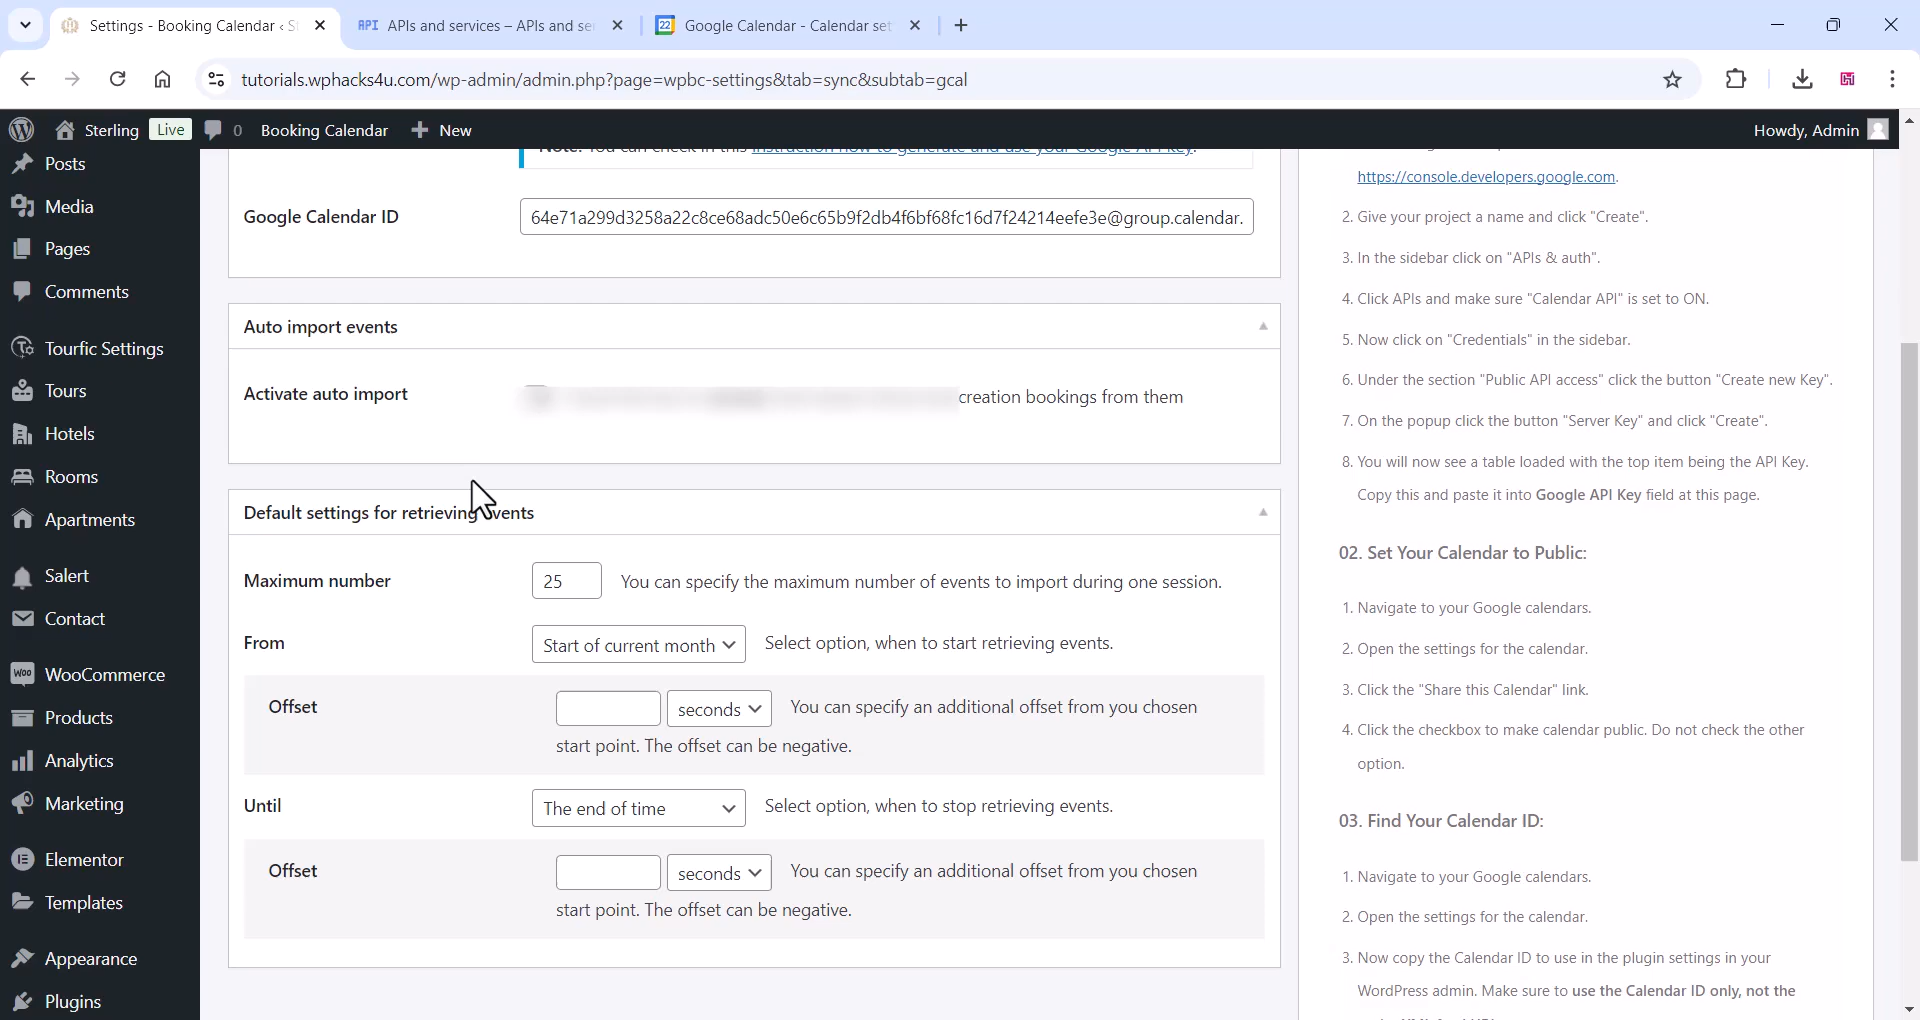 Settings - Booking Calendar ‹ S
API APIs and services – APIs and se
22 Google Calendar - Calendar set
tutorials.wphacks4u.com/wp-admin/admin.php?page=wpbc-settings&tab=sync&subtab=gcal
Sterling Live 0 Booking Calendar New
Howdy, Admin
Posts
Media
Pages
Comments
Tourfic Settings
Tours
Hotels
Rooms
Apartments
Salert
Contact
Woo WooCommerce
Products
Analytics
Marketing
Elementor
Templates
Appearance
Plugins
Note: You can check in this instruction how to generate and use your Google API Key.
Google Calendar ID
64e71a299d3258a22c8ce68adc50e6c65b9f2db4f6bf68fc16d7f24214eefe3e@group.calendar.
Auto import events
Activate auto import
creation bookings from them
Default settings for retrieving events
Maximum number
25 You can specify the maximum number of events to import during one session.
From
Start of current month Select option, when to start retrieving events.
Offset
seconds You can specify an additional offset from you chosen
start point. The offset can be negative.
Until
The end of time Select option, when to stop retrieving events.
Offset
seconds You can specify an additional offset from you chosen
start point. The offset can be negative.
https://console.developers.google.com.
2. Give your project a name and click "Create".
3. In the sidebar click on "APIs & auth".
4. Click APIs and make sure "Calendar API" is set to ON.
5. Now click on "Credentials" in the sidebar.
6. Under the section "Public API access" click the button "Create new Key".
7. On the popup click the button "Server Key" and click "Create".
8. You will now see a table loaded with the top item being the API Key.
Copy this and paste it into Google API Key field at this page.
02. Set Your Calendar to Public:
1. Navigate to your Google calendars.
2. Open the settings for the calendar.
3. Click the "Share this Calendar" link.
4. Click the checkbox to make calendar public. Do not check the other
option.
03. Find Your Calendar ID:
1. Navigate to your Google calendars.
2. Open the settings for the calendar.
3. Now copy the Calendar ID to use in the plugin settings in your
WordPress admin. Make sure to use the Calendar ID only, not the